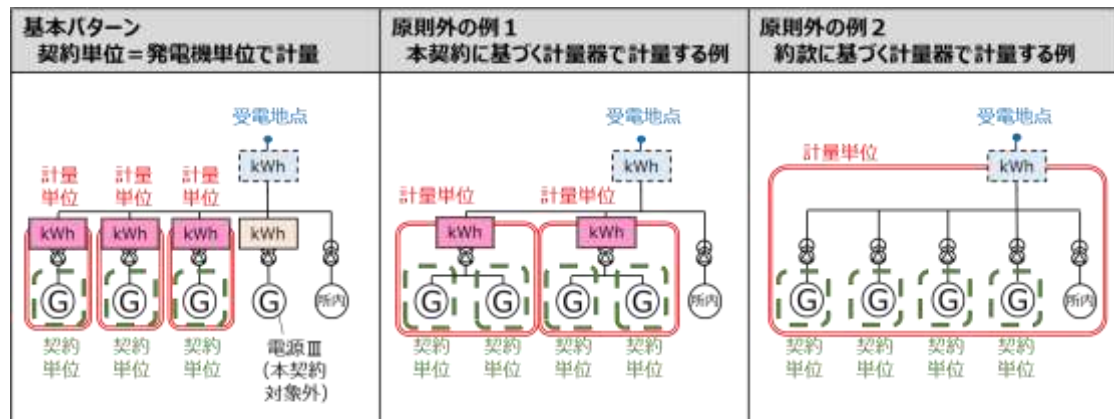 基本パターン
契約単位＝発電機単位で計量
受電地点
kWh
計量
単位
計量
単位
計量
単位
kWh
kWh
kWh
kWh
G
G
G
G
所内
契約
単位
契約
単位
契約
単位
電源Ⅲ
（本契約
対象外）
原則外の例１
本契約に基づく計量器で計量する例
受電地点
kWh
計量単位
計量単位
kWh
kWh
G
G
G
G
所内
契約
単位
契約
単位
契約
単位
契約
単位
原則外の例２
約款に基づく計量器で計量する例
受電地点
計量単位
kWh
G
G
G
G
所内
契約
単位
契約
単位
契約
単位
契約
単位